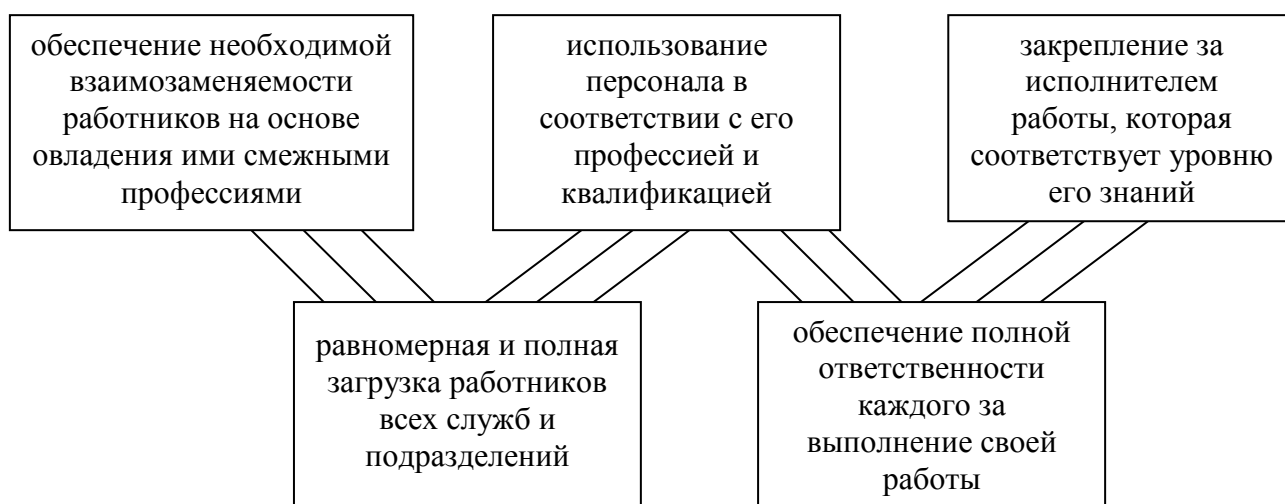 обеспечение необходимой
взаимозаменяемости
работников на основе
овладения ими смежными
профессиями
использование
персонала в
соответствии с его
профессией и
квалификацией
закрепление за
исполнителем
работы, которая
соответствует уровню
его знаний
равномерная и полная
загрузка работников
всех служб и
подразделений
обеспечение полной
ответственности
каждого за
выполнение своей
работы